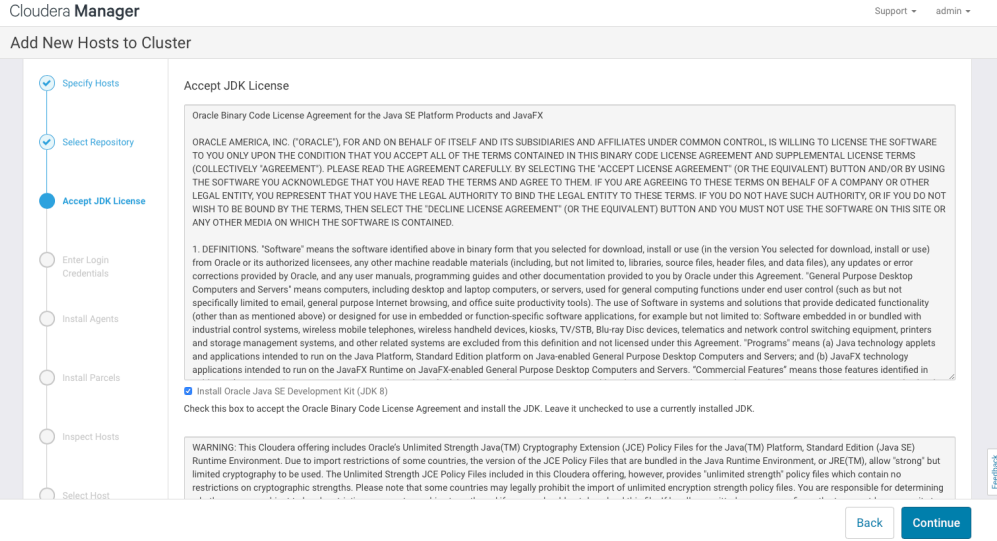 Cloudera Manager
Support
admin
Add New Hosts to Cluster
Specify Hosts
Select Repository
Accept JDK License
Enter Login
Credentials
Install Agents
Install Parcels
Inspect Hosts
Select Host
Accept JDK License
Oracle Binary Code License Agreement for the Java SE Platform Products and JavaFX
ORACLE AMERICA, INC. ("ORACLE"), FOR AND ON BEHALF OF ITSELF AND ITS SUBSIDIARIES AND AFFILIATES UNDER COMMON CONTROL, IS WILLING TO LICENSE THE SOFTWARE
TO YOU ONLY UPON THE CONDITION THAT YOU ACCEPT ALL OF THE TERMS CONTAINED IN THIS BINARY CODE LICENSE AGREEMENT AND SUPPLEMENTAL LICENSE TERMS
(COLLECTIVELY "AGREEMENT"). PLEASE READ THE AGREEMENT CAREFULLY. BY SELECTING THE "ACCEPT LICENSE AGREEMENT" (OR THE EQUIVALENT) BUTTON AND/OR BY USING
THE SOFTWARE YOU ACKNOWLEDGE THAT YOU HAVE READ THE TERMS AND AGREE TO THEM. IF YOU ARE AGREEING TO THESE TERMS ON BEHALF OF A COMPANY OR OTHER
LEGAL ENTITY, YOU REPRESENT THAT YOU HAVE THE LEGAL AUTHORITY TO BIND THE LEGAL ENTITY TO THESE TERMS. IF YOU DO NOT HAVE SUCH AUTHORITY, OR IF YOU DO NOT
WISH TO BE BOUND BY THE TERMS, THEN SELECT THE "DECLINE LICENSE AGREEMENT" (OR THE EQUIVALENT) BUTTON AND YOU MUST NOT USE THE SOFTWARE ON THIS SITE OR
ANY OTHER MEDIA ON WHICH THE SOFTWARE IS CONTAINED.
1. DEFINITIONS. "Software" means the software identified above in binary form that you selected for download, install or use (in the version You selected for download, install or use)
from Oracle or its authorized licensees, any other machine readable materials (including, but not limited to, libraries, source files, header files, and data files), any updates or error
corrections provided by Oracle, and any user manuals, programming guides and other documentation provided to you by Oracle under this Agreement. "General Purpose Desktop
Computers and Servers" means computers, including desktop and laptop computers, or servers, used for general computing functions under end user control (such as but not
specifically limited to email, general purpose Internet browsing, and office suite productivity tools). The use of Software in systems and solutions that provide dedicated functionality
(other than as mentioned above) or designed for use in embedded or function-specific software applications, for example but not limited to: Software embedded in or bundled with
industrial control systems, wireless mobile telephones, wireless handheld devices, kiosks, TV/STB, Blu-ray Disc devices, telematics and network control switching equipment, printers
and storage management systems, and other related systems are excluded from this definition and not licensed under this Agreement. "Programs" means (a) Java technology applets
and applications intended to run on the Java Platform, Standard Edition platform on Java-enabled General Purpose Desktop Computers and Servers; and (b) JavaFX technology
applications intended to run on the JavaFX Runtime on JavaFX-enabled General Purpose Desktop Computers and Servers. "Commercial Features" means those features identified in
Install Oracle Java SE Development Kit (JDK 8)
Check this box to accept the Oracle Binary Code License Agreement and install the JDK. Leave it unchecked to use a currently installed JDK.
WARNING: This Cloudera offering includes Oracle's Unlimited Strength Java(TM) Cryptography Extension (JCE) Policy Files for the Java(TM) Platform, Standard Edition (Java SE)
Runtime Environment. Due to import restrictions of some countries, the version of the JCE Policy Files that are bundled in the Java Runtime Environment, or JRE(TM), allow "strong" but
limited cryptography to be used. The Unlimited Strength JCE Policy Files included in this Cloudera offering, however, provides "unlimited strength" policy files which contain no
restrictions on cryptographic strengths. Please note that some countries may legally prohibit the import of unlimited encryption strength policy files. You are responsible for determining
Feedback
Back
Continue